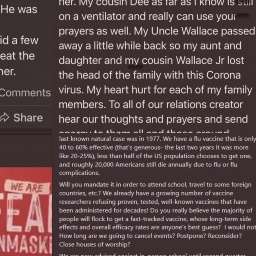 He was
id a few
eat the
her.
Comments
Share
her. My cousin Dee as far as I know is still
on a ventilator and really can use your
prayers as well. My Uncle Wallace passed
away a little while back so my aunt and
daughter and my cousin Wallace Jr lost
the head of the family with this Corona
virus. My heart hurt for each of my family
members. To all of our relations creator
hear our thoughts and prayers and send
last known natural case was in 1977. We have a flu vaccine that is only
40 to 60% effective (that's generous- the last two years it was more
like 20-25%), less than half of the US population chooses to get one,
and roughly 20,000 Americans still die annually due to flu or flu
complications.
Will you mandate it in order to attend school, travel to some foreign
countries, etc.? We already have a growing number of vaccine
researchers refusing proven, tested, well-known vaccines that have
been administered for decades! Do you really believe the majority of
people will flock to get a fast-tracked vaccine, whose long-term side
effects and overall efficacy rates are anyone's best guess? I would not
How long are we going to cancel events? Postpone? Reconsider?
Close houses of worship?
WE ARE
UNMASK